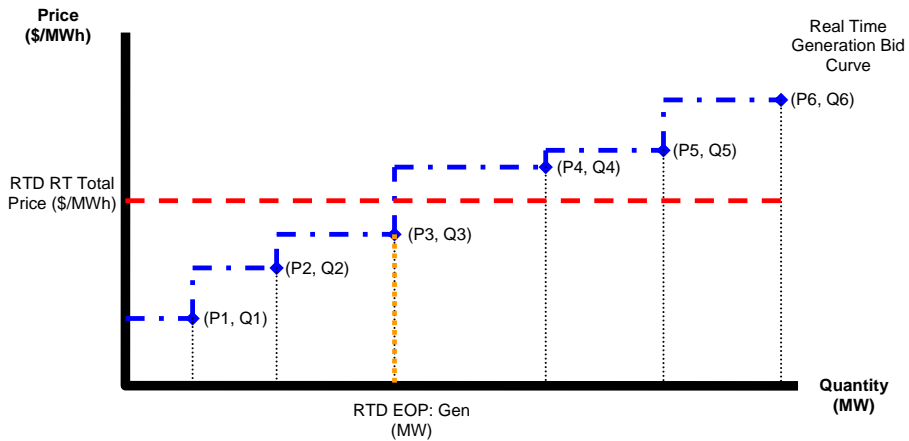 Price
($/MWh)
Real Time
Generation Bid
Curve
(P6, Q6)
(P5, Q5)
(P4, Q4)
RTD RT Total
Price ($/MWh)
(P3, Q3)
(P2, Q2)
(P1, Q1)
Quantity
(MW)
RTD EOP: Gen
(MW)